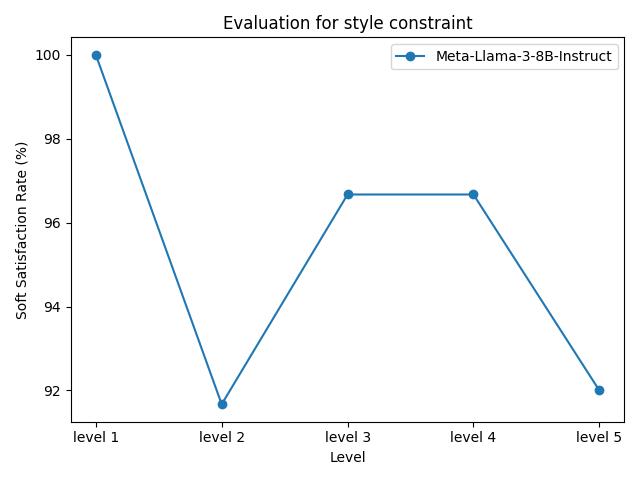 Evaluation for style constraint
Meta-Llama-3-8B-Instruct
Soft Satisfaction Rate (%)
100
98
96
94
92
level 1 level 2 level 3 level 4 level 5
Level